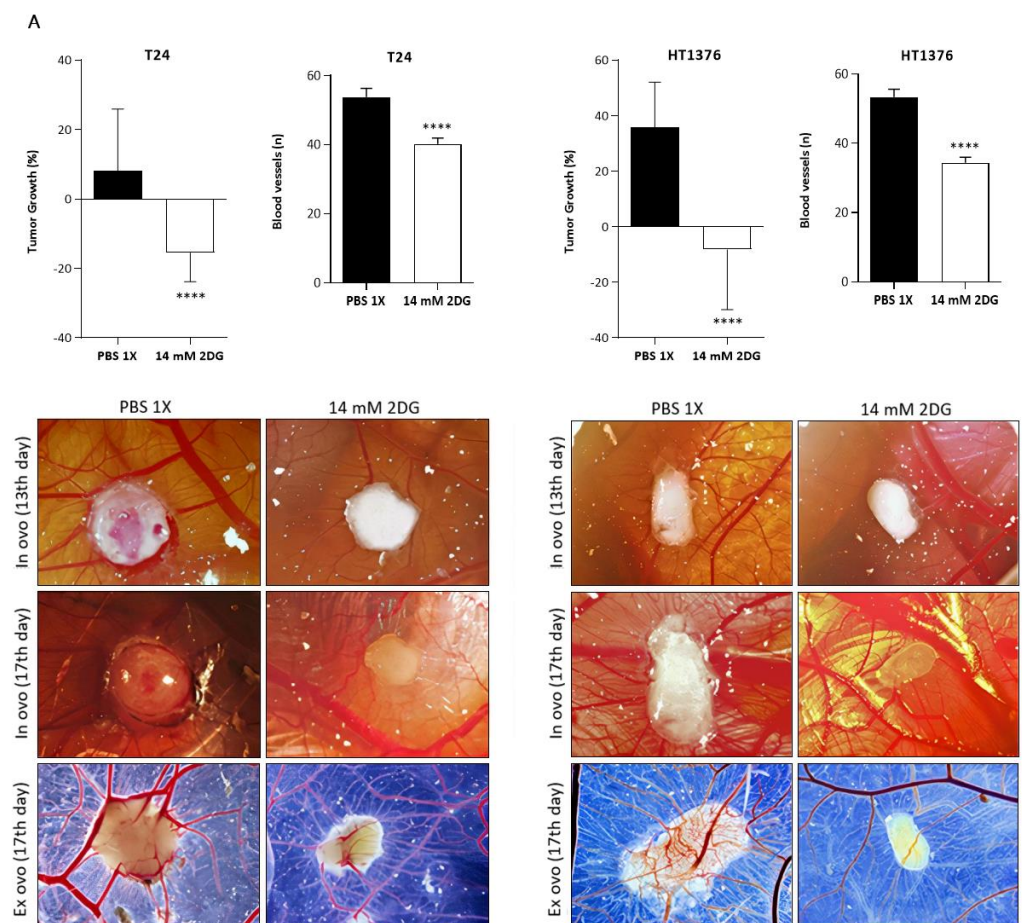 A
T24
T24
HT1376
HT1376
Tumor Growth (%)
40
20
0
-20
-40
****
PBS 1X 14 mM 2DG
Blood vessels (n)
60
40
20
0
****
PBS 1X 14 mM 2DG
Tumor Growth (%)
60
40
20
0
-20
-40
****
PBS 1X 14 mM 2DG
Blood vessels (n)
60
40
20
0
****
PBS 1X 14 mM 2DG
PBS 1X 14 mM 2DG
In ovo (13th day)
In ovo (17th day)
Ex ovo (17th day)
PBS 1X 14 mM 2DG
In ovo (13th day)
In ovo (17th day)
Ex ovo (17th day)